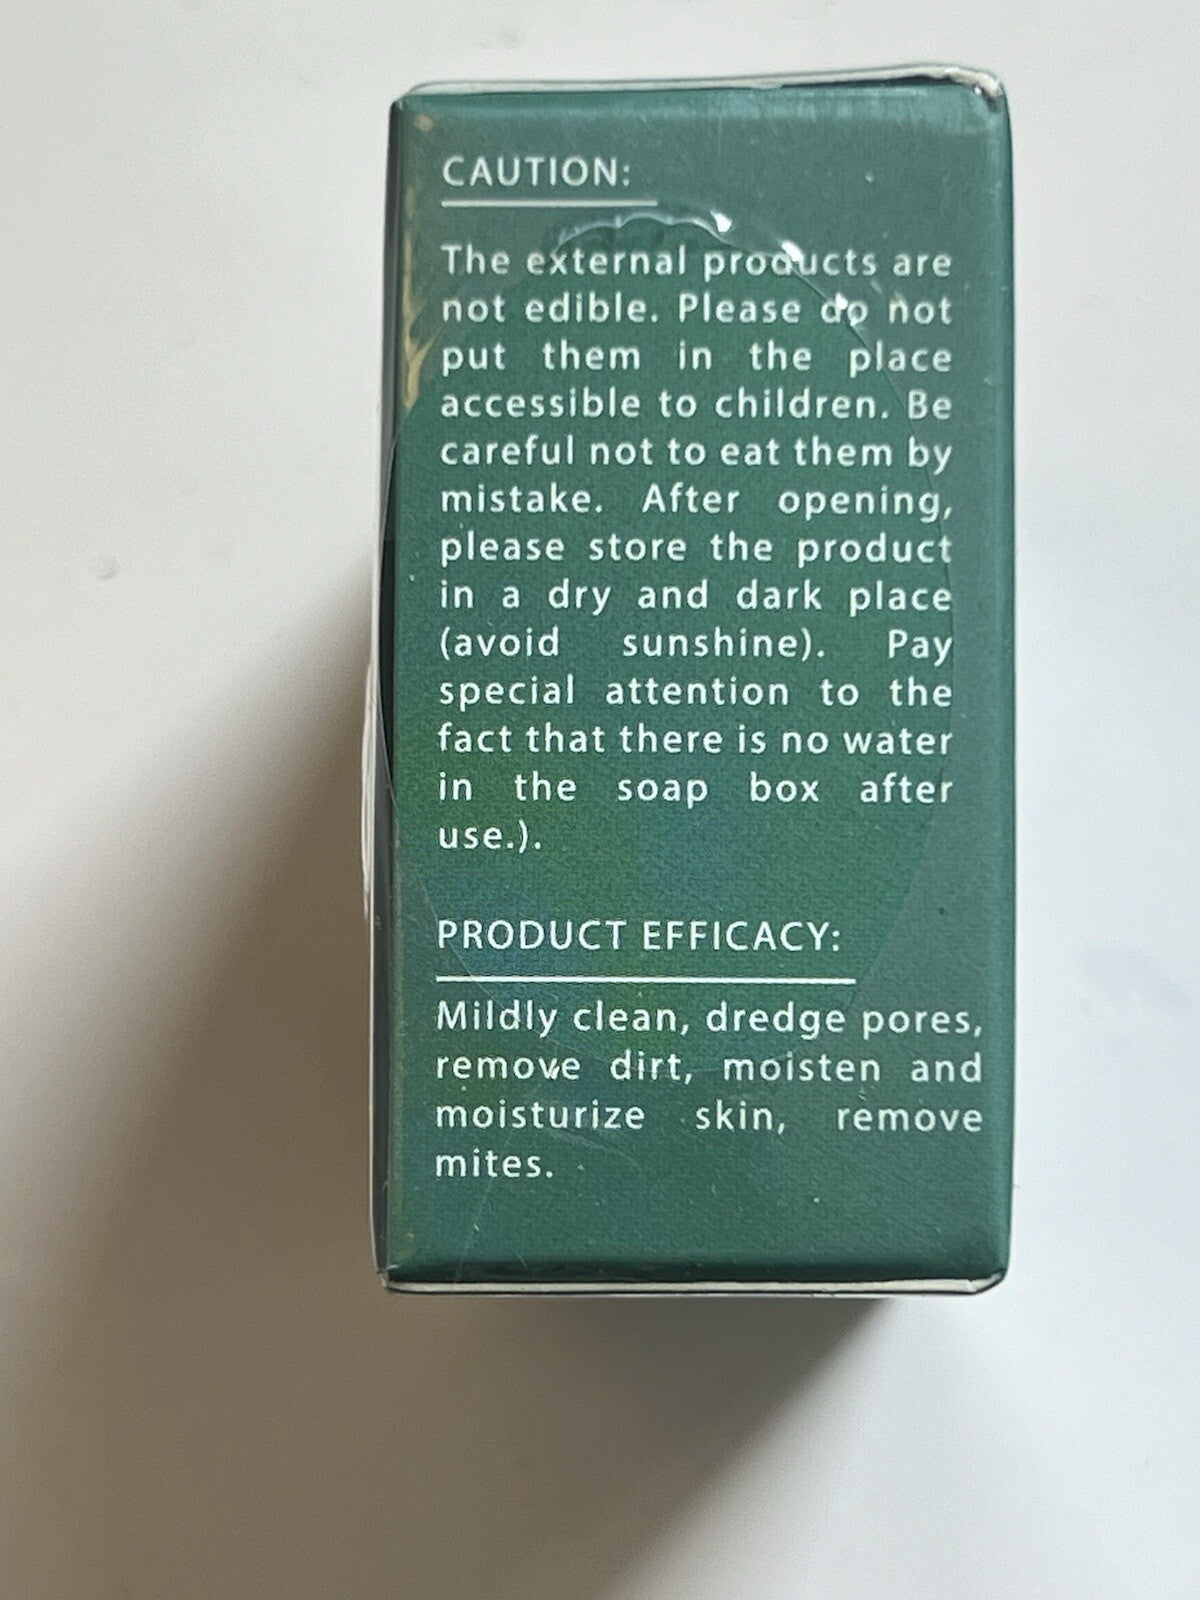 CAUTION:
The external products are
not edible. Please do not
put them in the place
accessible to children. Be
careful not to eat them by
mistake. After opening,
please store the product
in a dry and dark place
(avoid sunshine). Pay
special attention to the
fact that there is no water
in the soap box after
use.).
PRODUCT EFFICACY:
Mildly clean, dredge pores,
remove dirt, moisten and
moisturize skin, remove
mites.